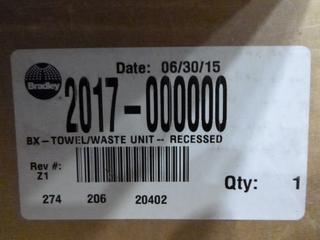 Bradley
Date: 06/30/15
2017-000000
BX-TOWEL/WASTE UNIT-- RECESSED
Rev #:
Z1
Qty: 1
274 206 20402